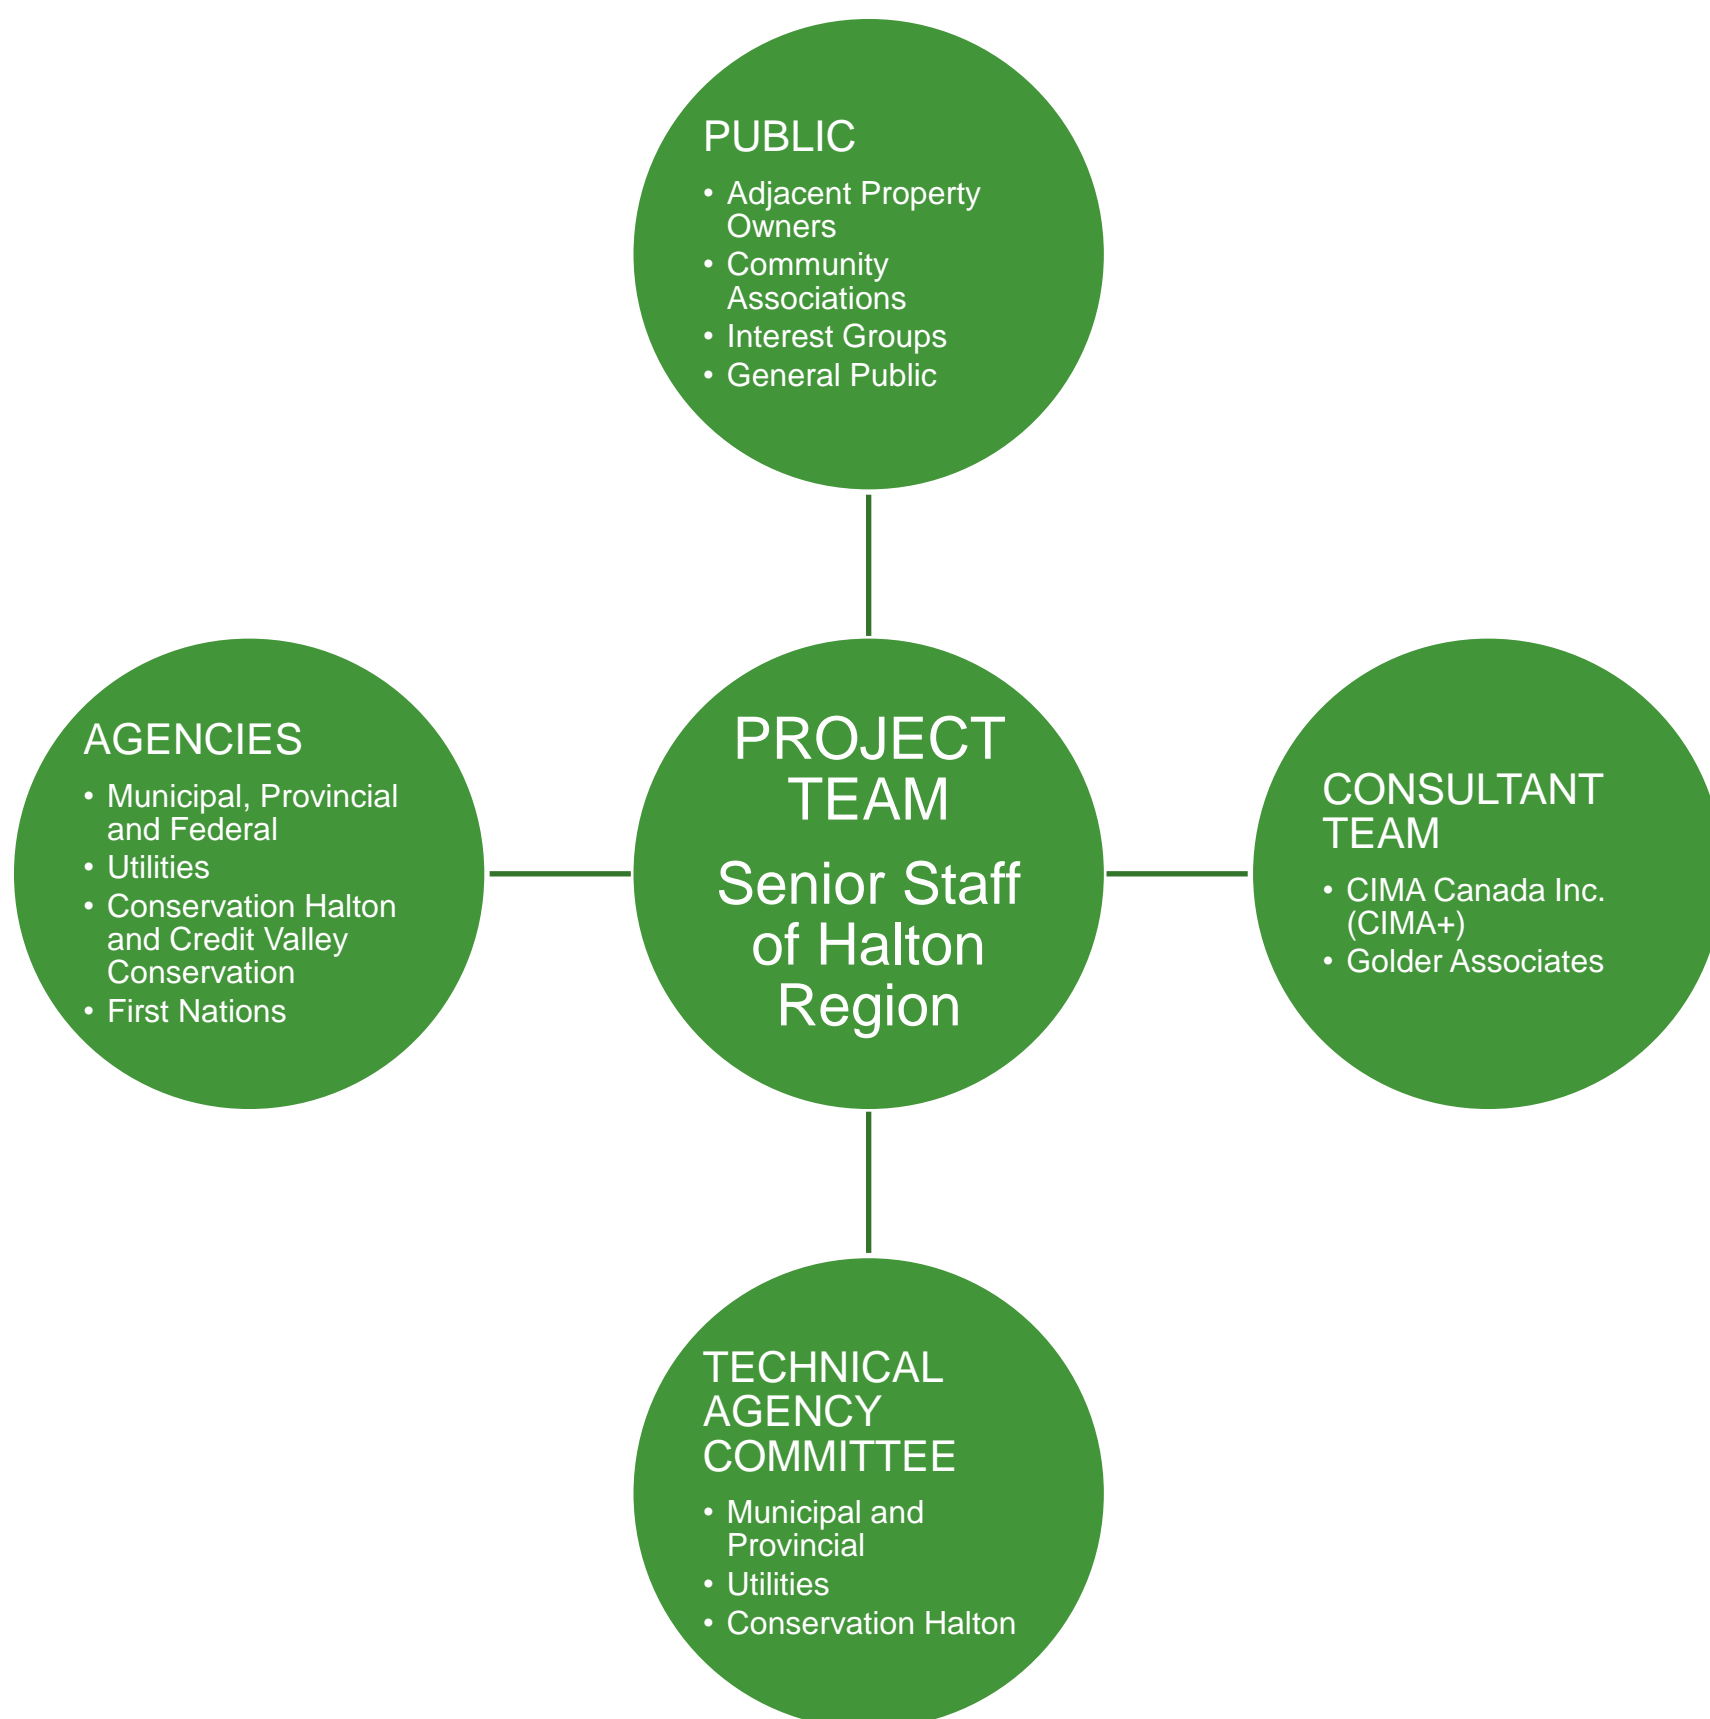 PUBLIC
• Adjacent Property
Owners
• Community
Associations
• Interest Groups
• General Public
AGENCIES
• Municipal, Provincial
and Federal
• Utilities
• Conservation Halton
and Credit Valley
Conservation
• First Nations
PROJECT
TEAM
Senior Staff
of Halton
Region
CONSULTANT
TEAM
• CIMA Canada Inc.
(CIMA+)
• Golder Associates
TECHNICAL
AGENCY
COMMITTEE
• Municipal and
Provincial
• Utilities
• Conservation Halton